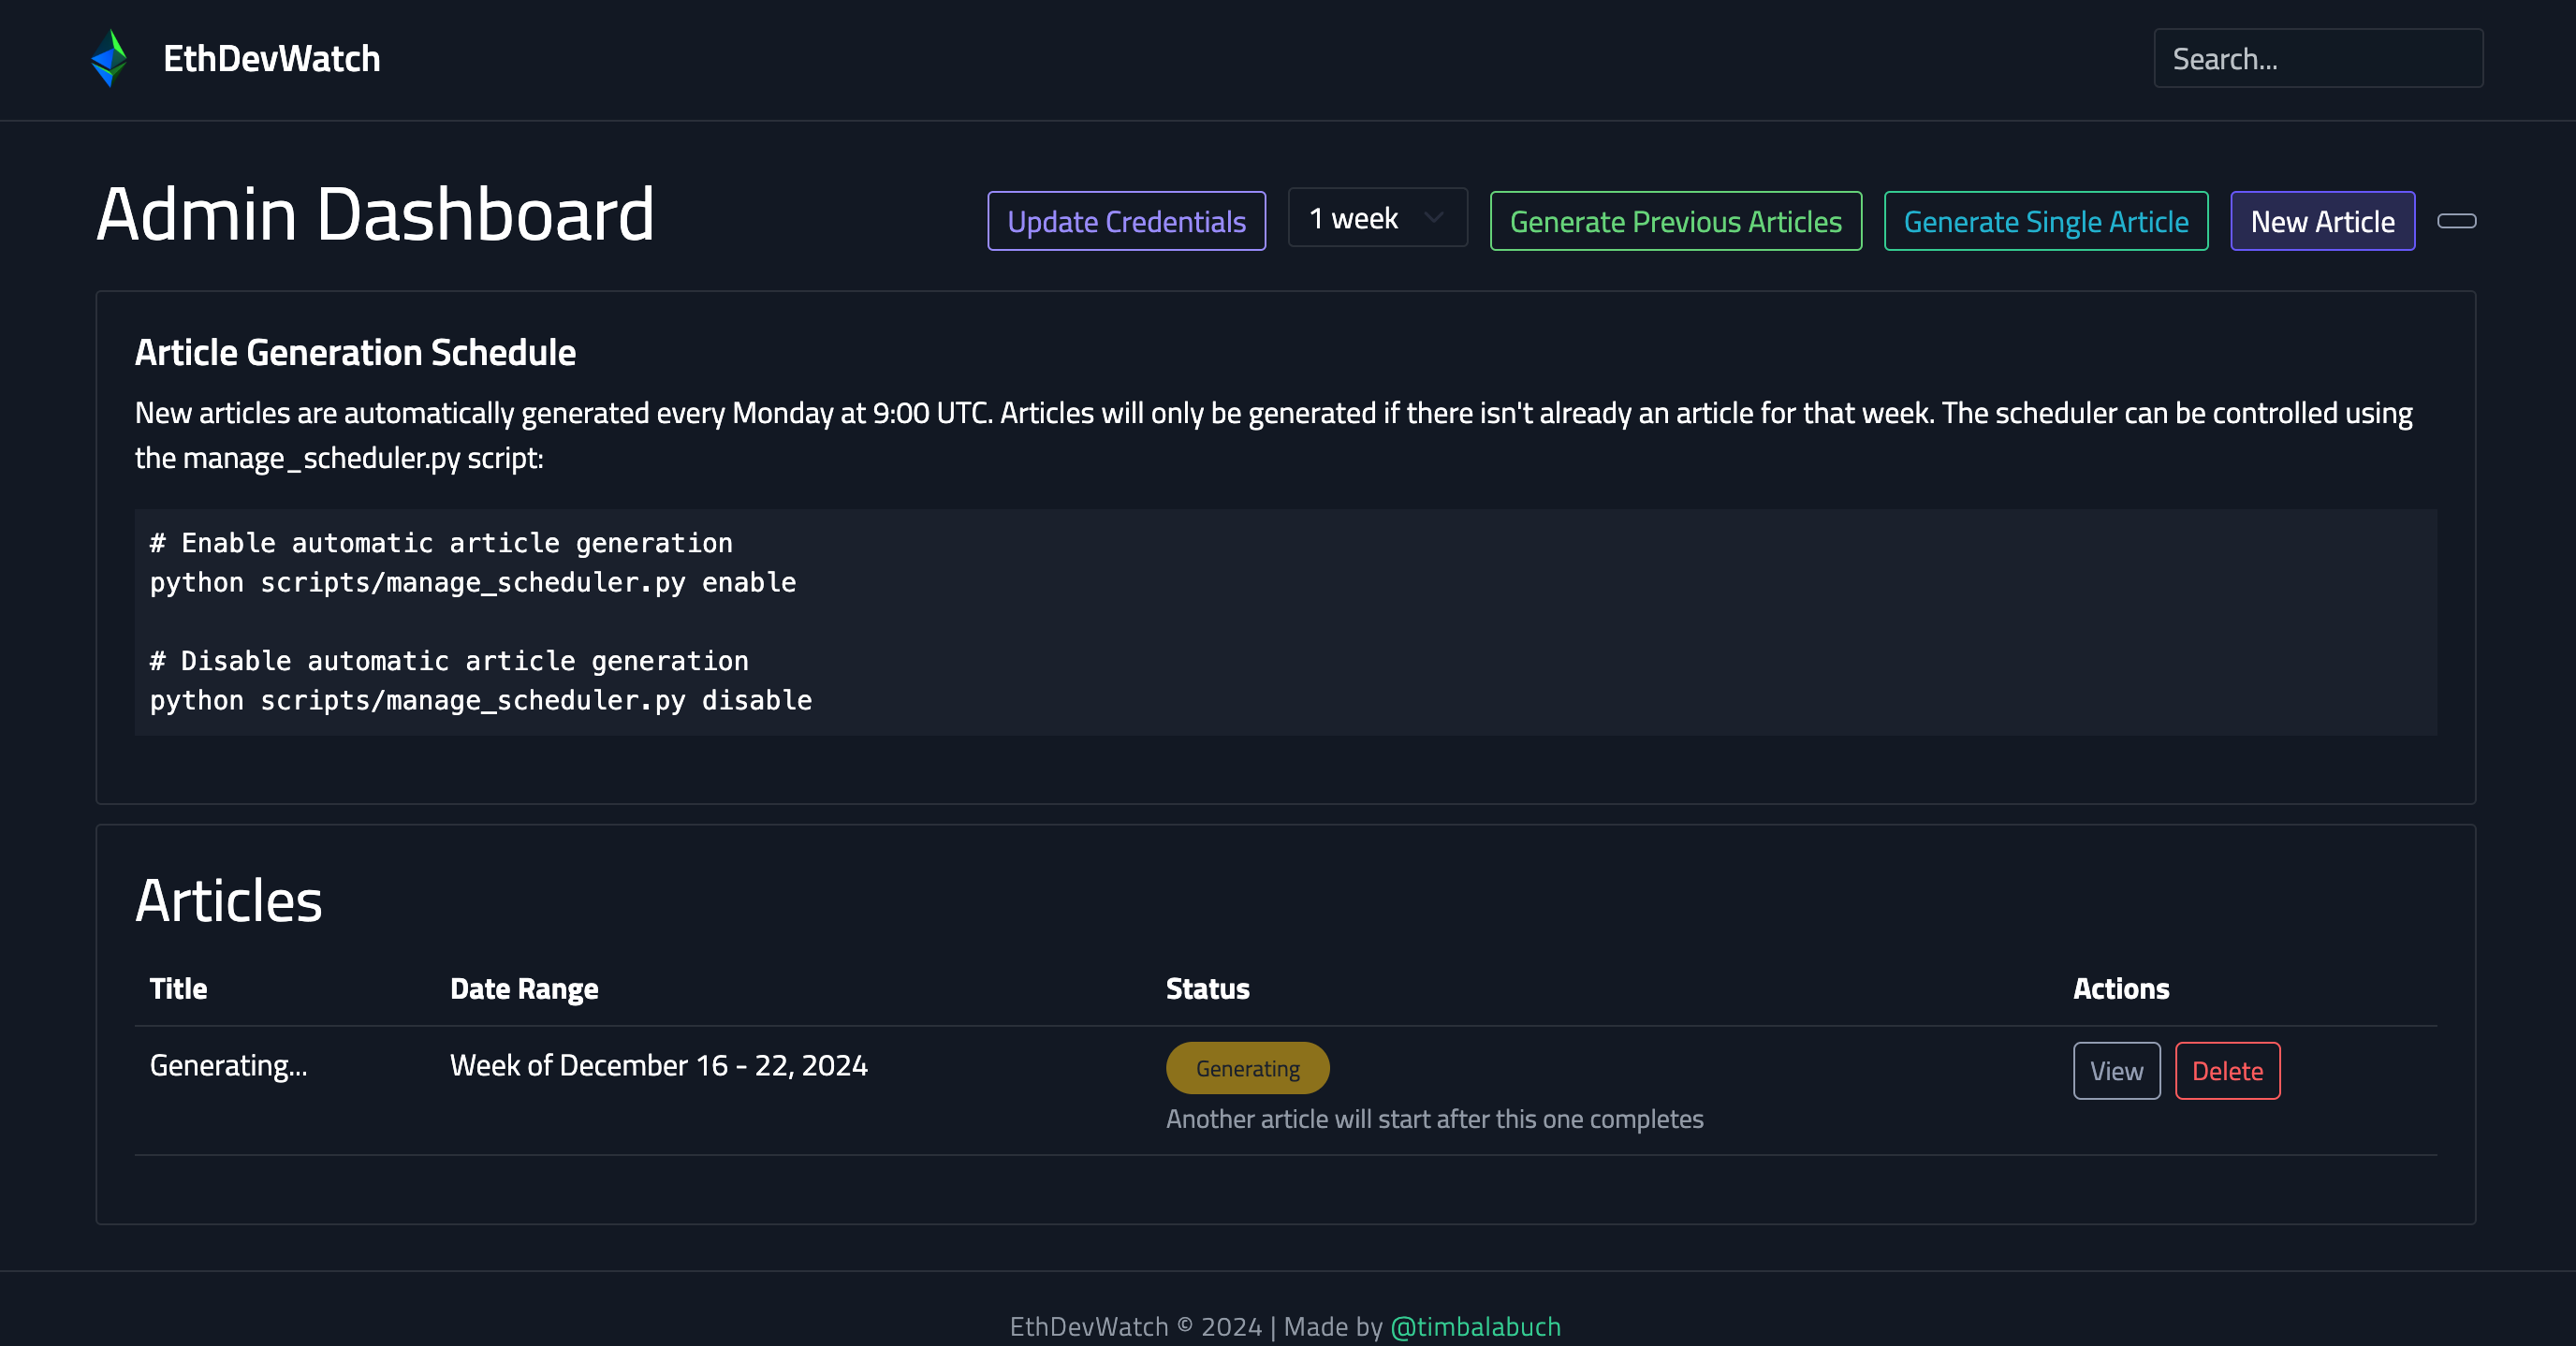 EthDevWatch
Search...
Admin Dashboard
Update Credentials
1 week
Generate Previous Articles
Generate Single Article
New Article
Article Generation Schedule
New articles are automatically generated every Monday at 9:00 UTC. Articles will only be generated if there isn't already an article for that week. The scheduler can be controlled using
the manage_scheduler.py script:
# Enable automatic article generation
python scripts/manage_scheduler.py enable
# Disable automatic article generation
python scripts/manage_scheduler.py disable
Articles
Title Date Range Status Actions
Generating... Week of December 16 - 22, 2024 Generating View Delete
Another article will start after this one completes
EthDevWatch © 2024 | Made by @timbalabuch